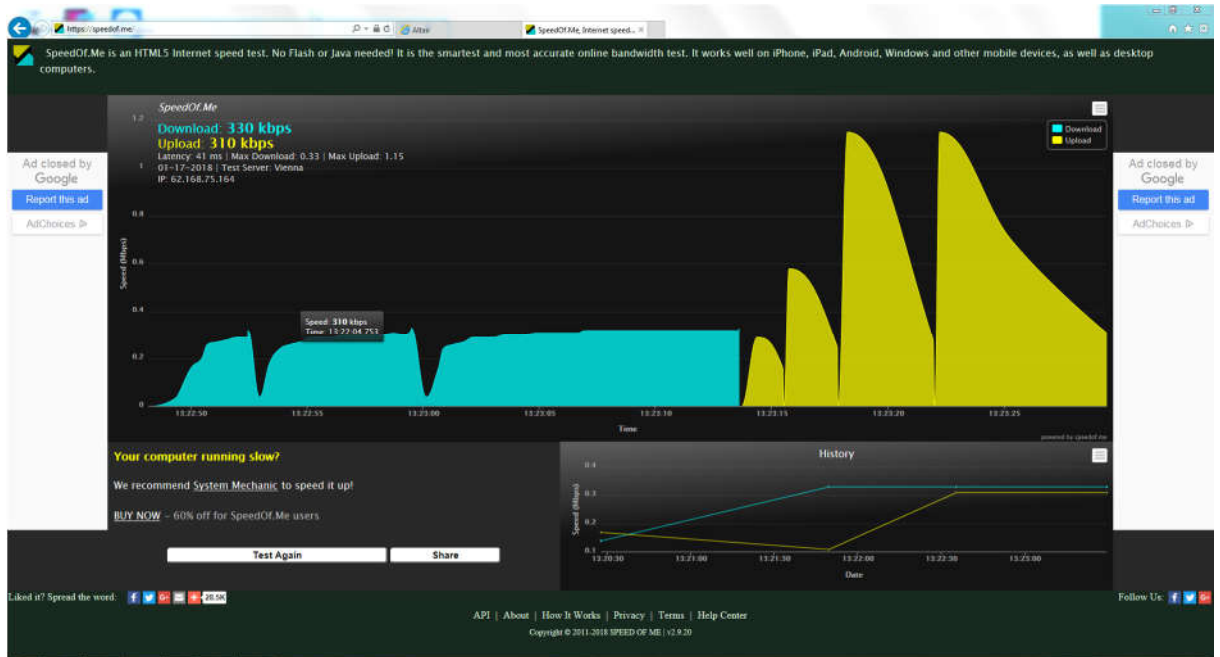 https://speedof.me/
Altair
SpeedOf.Me, Internet speed...
SpeedOf.Me is an HTML5 Internet speed test. No Flash or Java needed! It is the smartest and most accurate online bandwidth test. It works well on iPhone, iPad, Android, Windows and other mobile devices, as well as desktop
computers.
SpeedOf.Me
Download: 330 kbps
Upload: 310 kbps
Latency: 41 ms | Max Download: 0.33 | Max Upload: 1.15
01-17-2018 | Test Server: Vienna
IP: 62.168.75.164
Download
Upload
1.2
1
0.8
0.6
0.4
0.2
0
Speed (Mbps)
Speed: 310 kbps
Time: 13:22:04.753
13:22:50
13:22:55
13:23:00
13:23:05
13:23:10
13:23:15
13:23:20
13:23:25
Time
powered by speedof.me
Ad closed by
Google
Report this ad
AdChoices
Ad closed by
Google
Report this ad
AdChoices
Your computer running slow?
We recommend System Mechanic to speed it up!
BUY NOW - 60% off for SpeedOf.Me users
Test Again
Share
History
0.4
0.3
0.2
0.1
Speed (Mbps)
13:20:30
13:21:00
13:21:30
13:22:00
13:22:30
13:23:00
Date
Liked it? Spread the word:
Follow Us:
API | About | How It Works | Privacy | Terms | Help Center
Copyright © 2011-2018 SPEED OF ME | v2.9.20